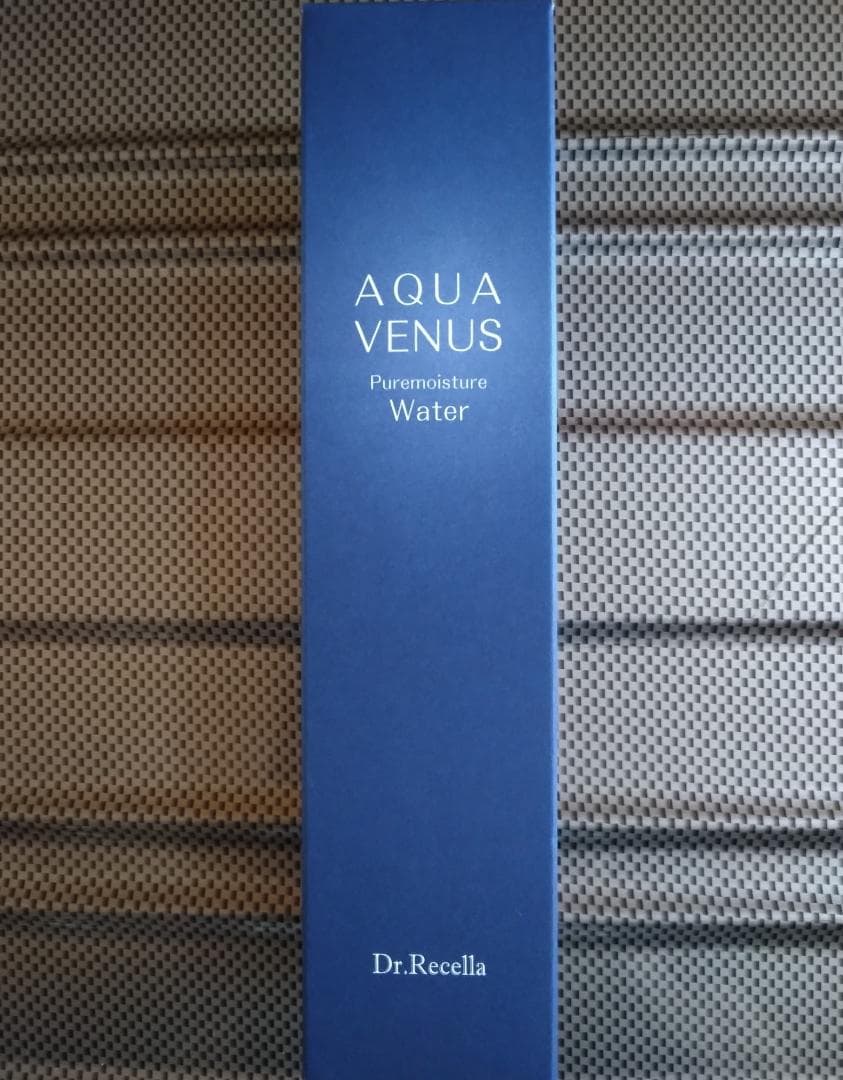 AQUA
VENUS
Puremoisture
Water
Dr.Recella